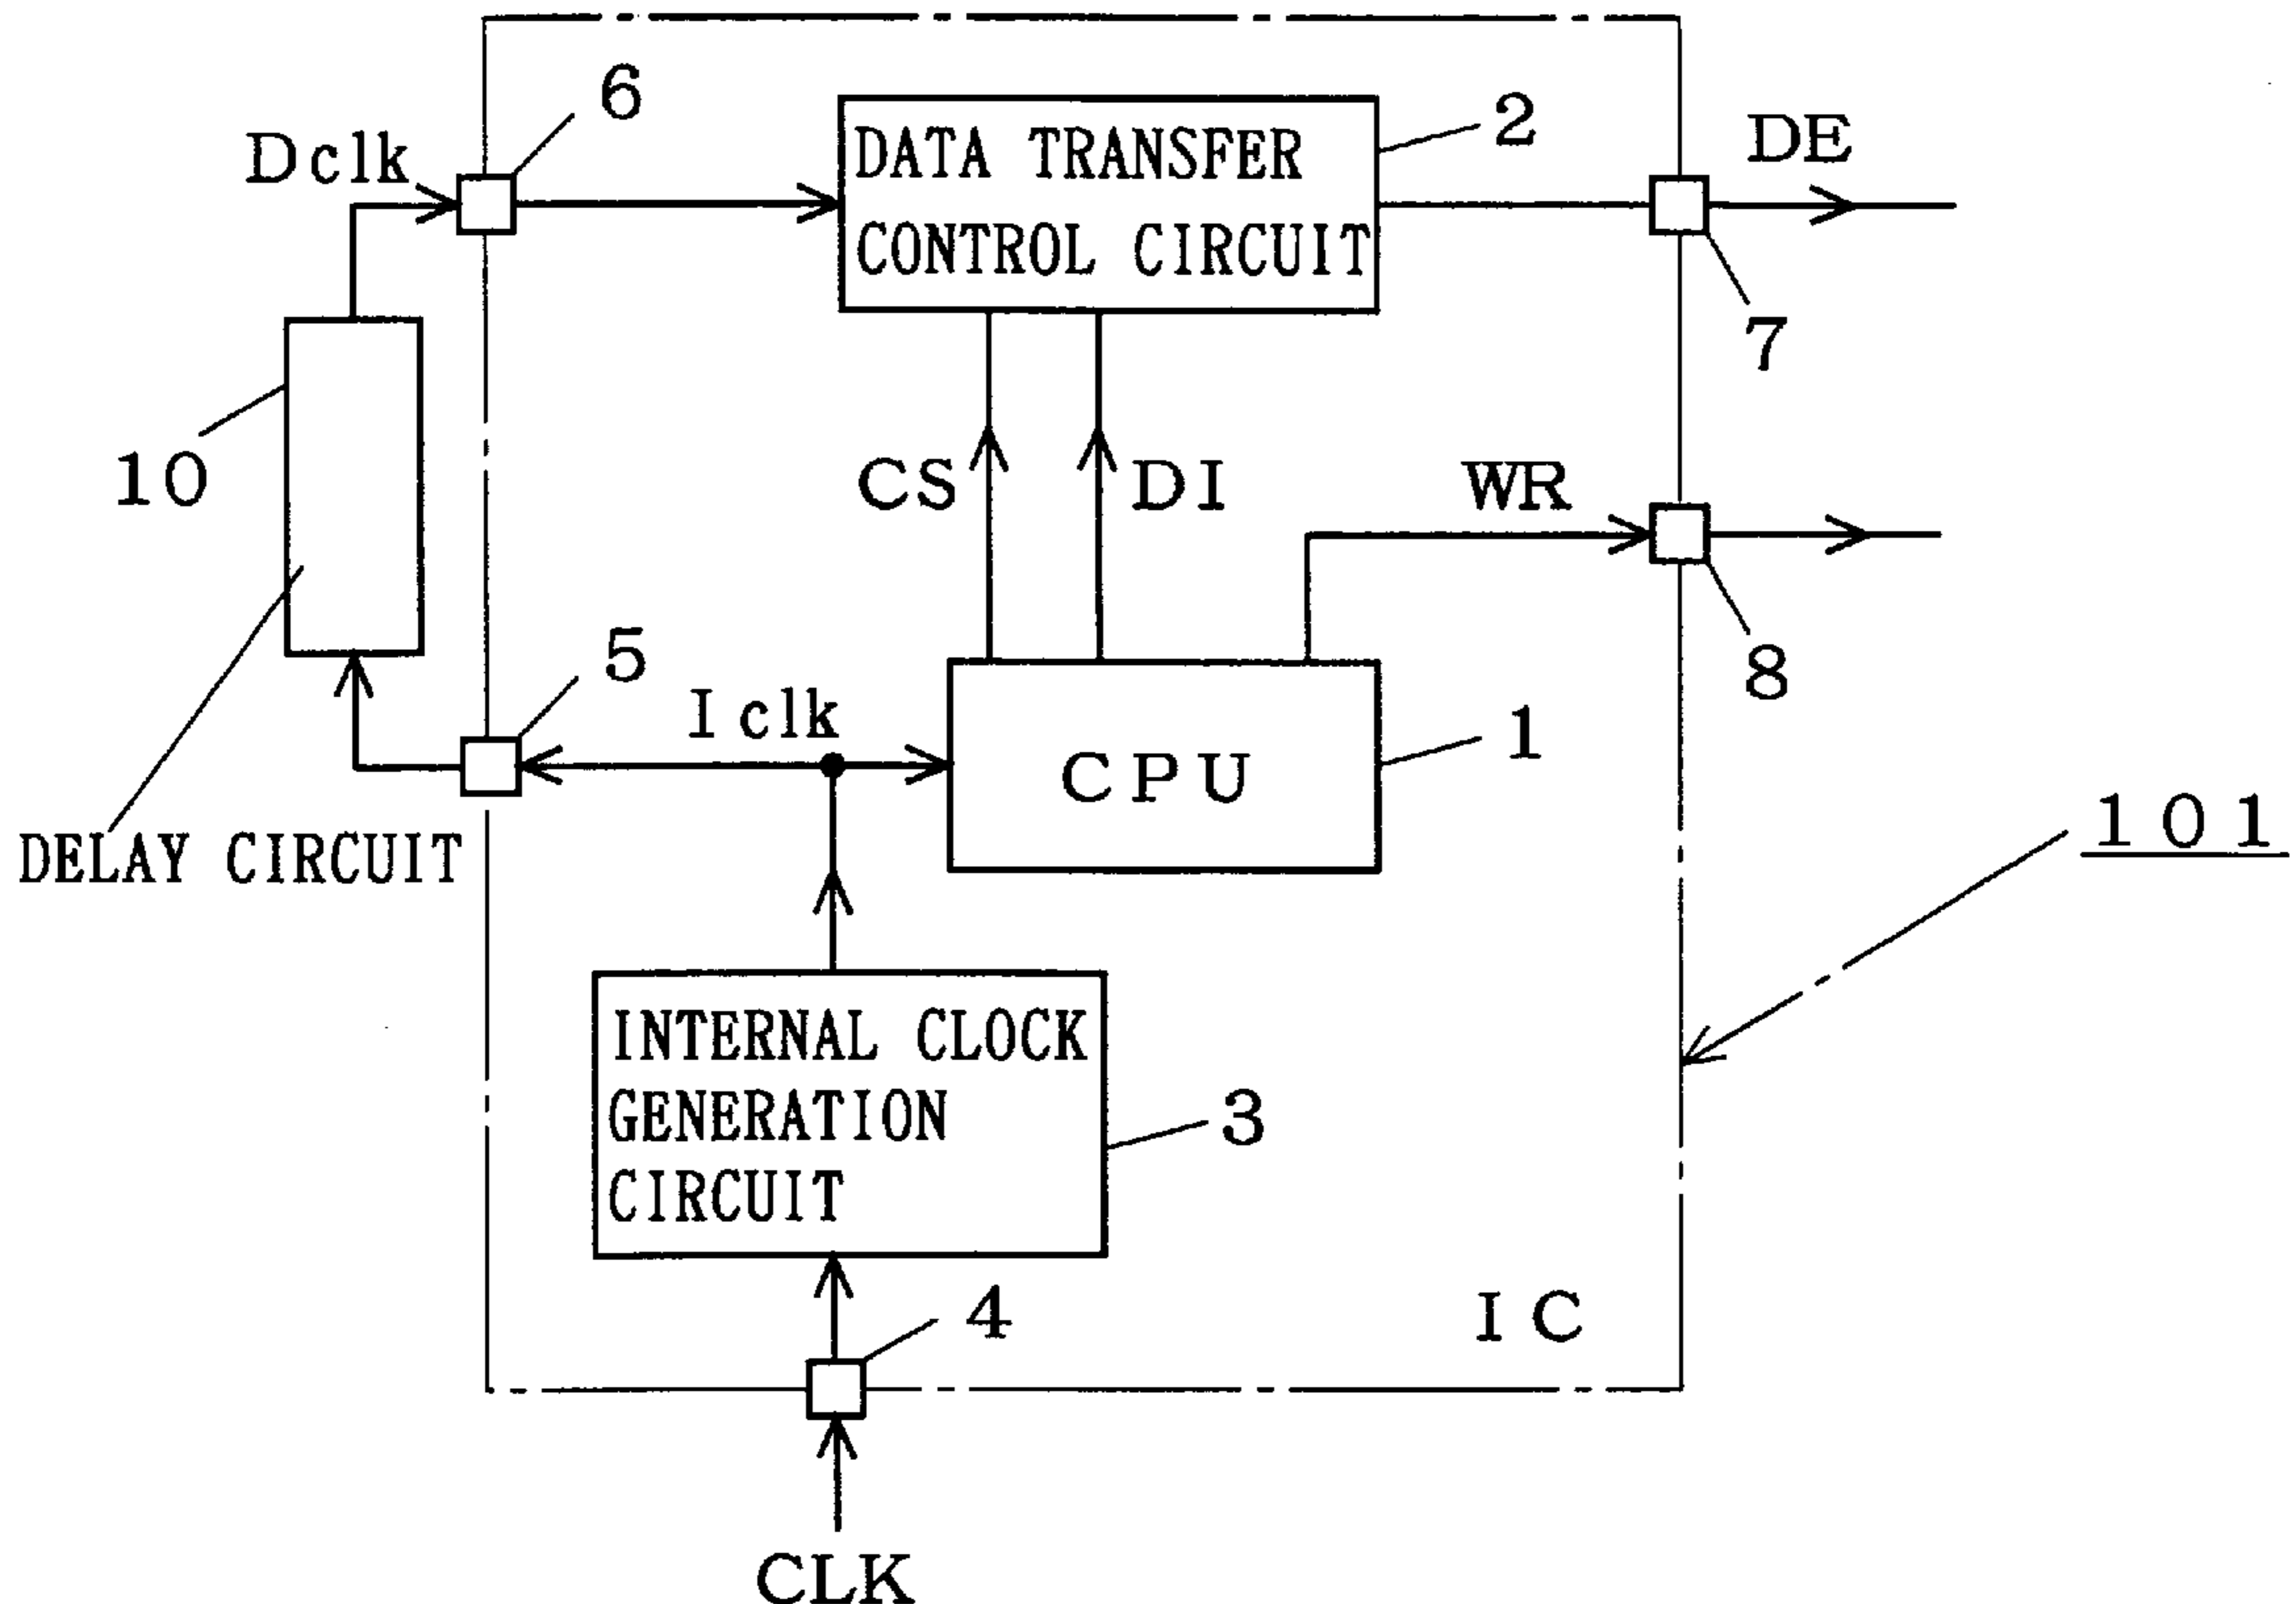 6
2
DE
Dclk
DATA TRANSFER
CONTROL CIRCUIT
7
10
CS
DI
WR
5
8
Iclk
1
CPU
101
DELAY CIRCUIT
INTERNAL CLOCK
GENERATION
CIRCUIT
3
4
IC
CLK